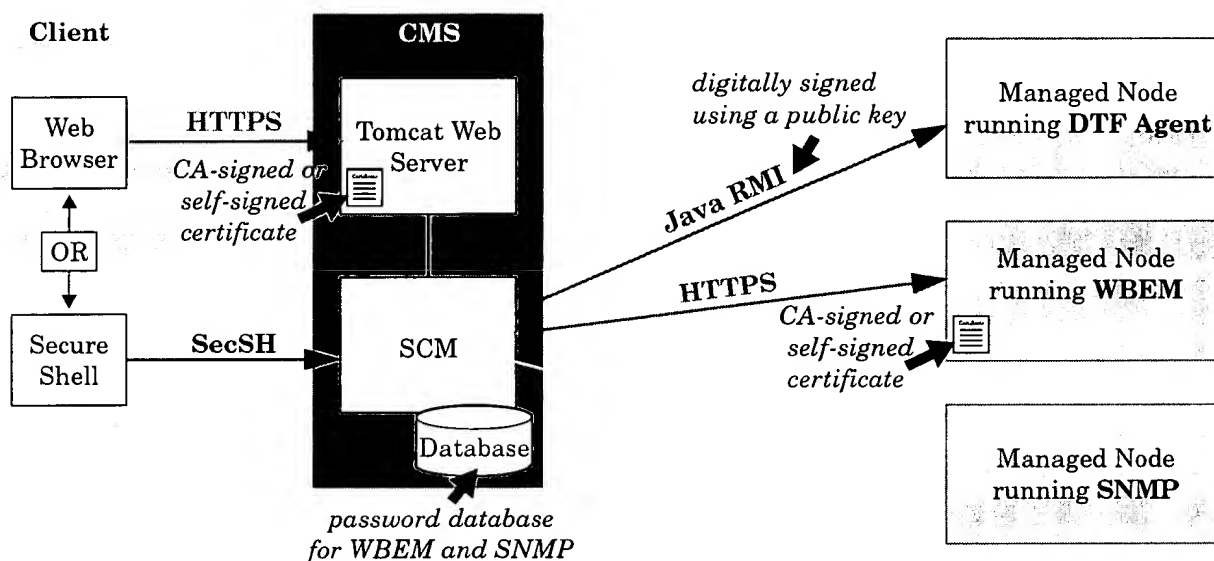 Client
CMS
Web
Browser
HTTPS
Tomcat Web
Server
CA-signed or
self-signed
certificate
OR
Secure
Shell
SecSH
SCM
Database
password database
for WBEM and SNMP
digitally signed
using a public key
Java RMI
HTTPS
CA-signed or
self-signed
certificate
Managed Node
running DTF Agent
Managed Node
running WBEM
Managed Node
running SNMP